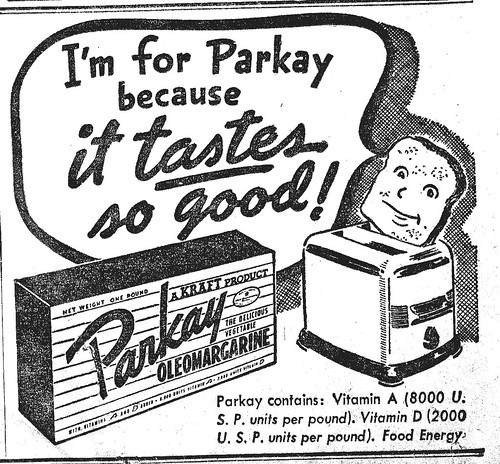 I'm for Parkay
because
it tastes
so good!
NET WEIGHT ONE POUND
A KRAFT PRODUCT
Parkay
THE DELICIOUS
VEGETABLE
OLEOMARGARINE
Parkay contains: Vitamin A (8000 U.
S. P. units per pound). Vitamin D (2000
U. S. P. units per pound). Food Energy